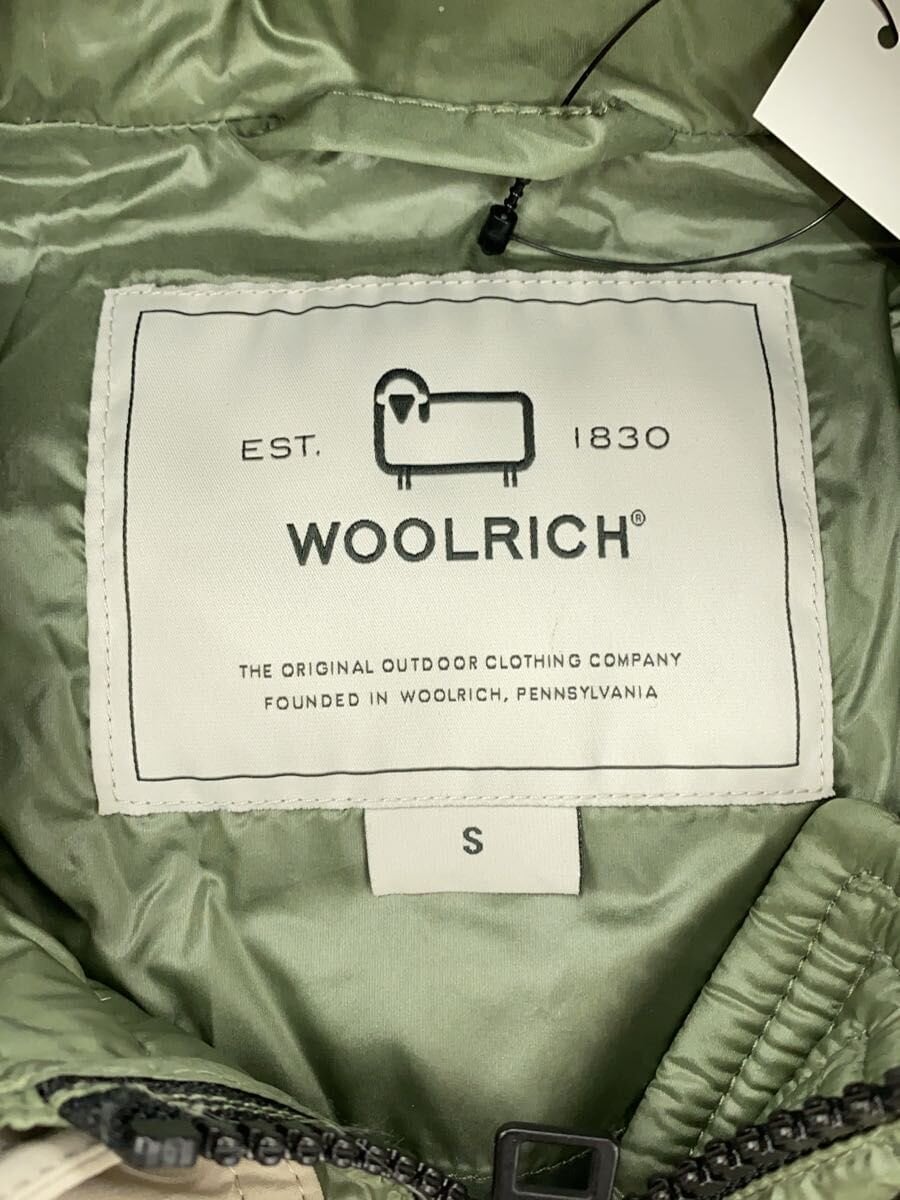 EST. 1830
WOOLRICH®
THE ORIGINAL OUTDOOR CLOTHING COMPANY
FOUNDED IN WOOLRICH, PENNSYLVANIA
S